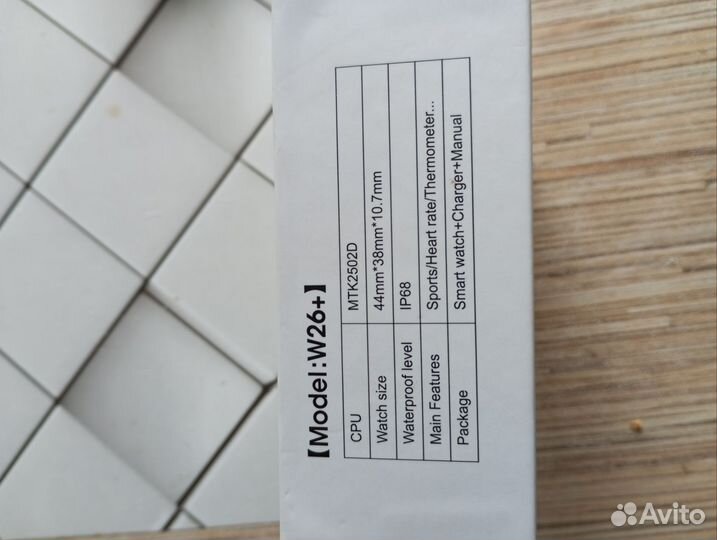 【Model:W26+】
CPU MTK2502D
Watch size 44mm*38mm*10.7mm
Waterproof level IP68
Main Features Sports/Heart rate/Thermometer...
Package Smart watch+Charger+Manual
Avito